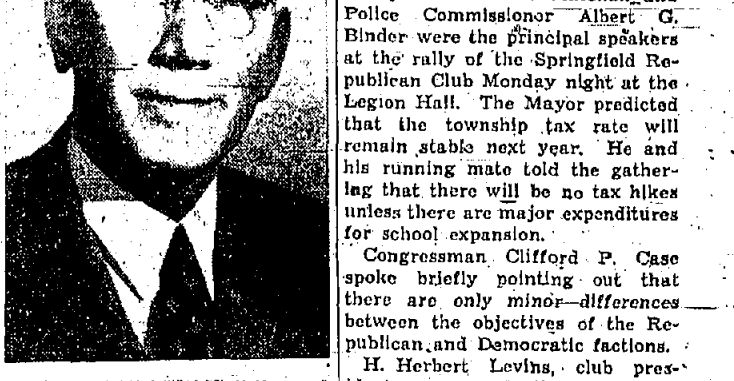 Police Commissionor Albert G.
Binder were the principal speakers
at the rally of the Springfield Re-
publican Club Monday night at the
Legion Hall. The Mayor predicted
that the township tax rate will
remain stable next year. He and
his running mate told the gather-
ing that there will be no tax hikes
unless there are major expenditures
for school expansion.
Congressman Clifford P. Case
spoke briefly pointing out that
there are only minor differences
between the objectives of the Re-
publican and Democratic factions.
H. Herbert Levins, club pres-